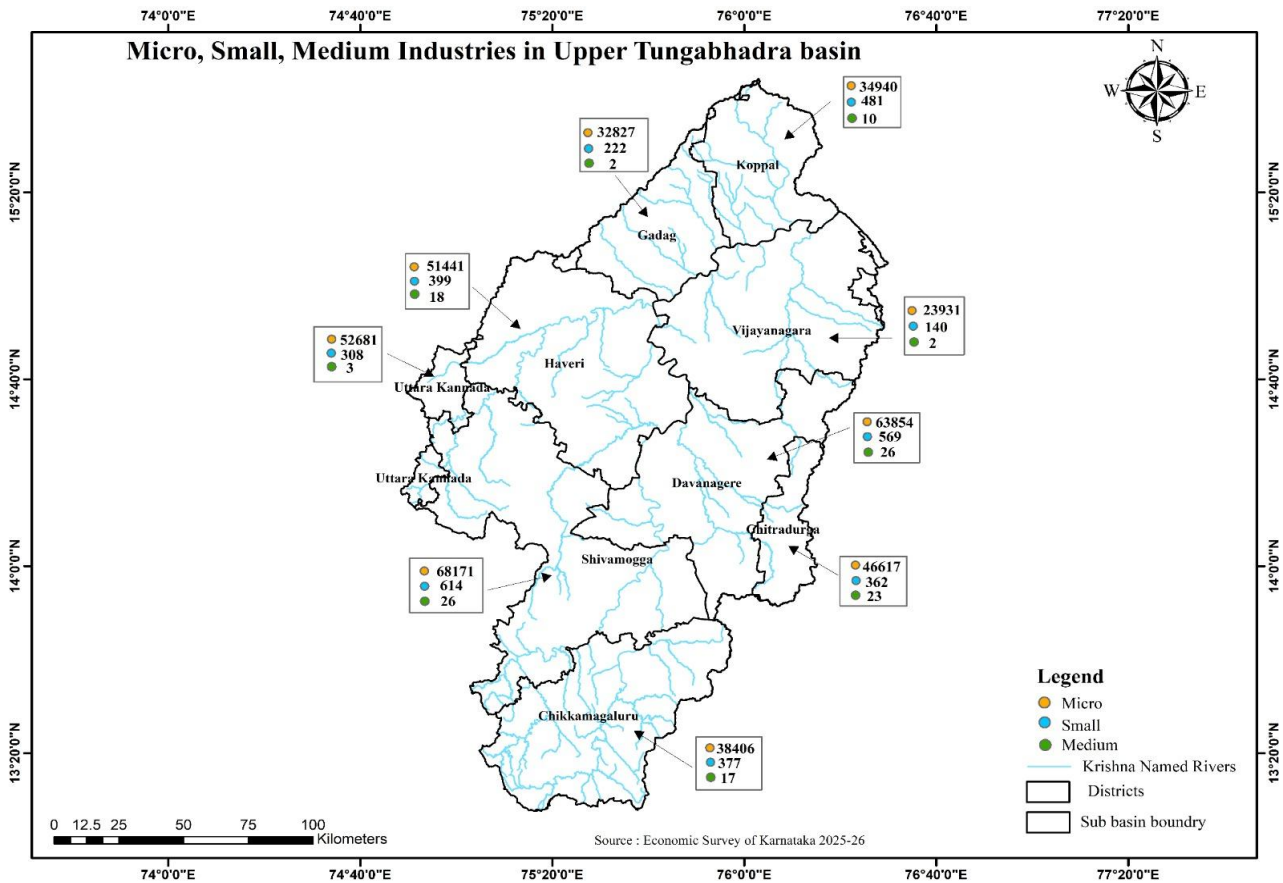 74°0'0"E 74°40'0"E 75°20'0"E 76°0'0"E 76°40'0"E 77°20'0"E
Micro, Small, Medium Industries in Upper Tungabhadra basin
N
W E
S
34940
481
10
32827
222
2
Koppal
15°20'0"N 15°20'0"N
Gadag
51441
399
18
23931
140
2
Vijayanagara
52681
308
3
Haveri
Uttara Kannada
14°40'0"N 14°40'0"N
63854
569
26
Uttara Kannada
Davanagere
Chitradurga
Shivamogga
14°0'0"N 14°0'0"N
68171
614
26
46617
362
23
Chikkamagaluru
38406
377
17
13°20'0"N 13°20'0"N
Legend
Micro
Small
Medium
Krishna Named Rivers
Districts
Sub basin boundry
0 12.5 25 50 75 100
Kilometers
Source : Economic Survey of Karnataka 2025-26
74°0'0"E 74°40'0"E 75°20'0"E 76°0'0"E 76°40'0"E 77°20'0"E